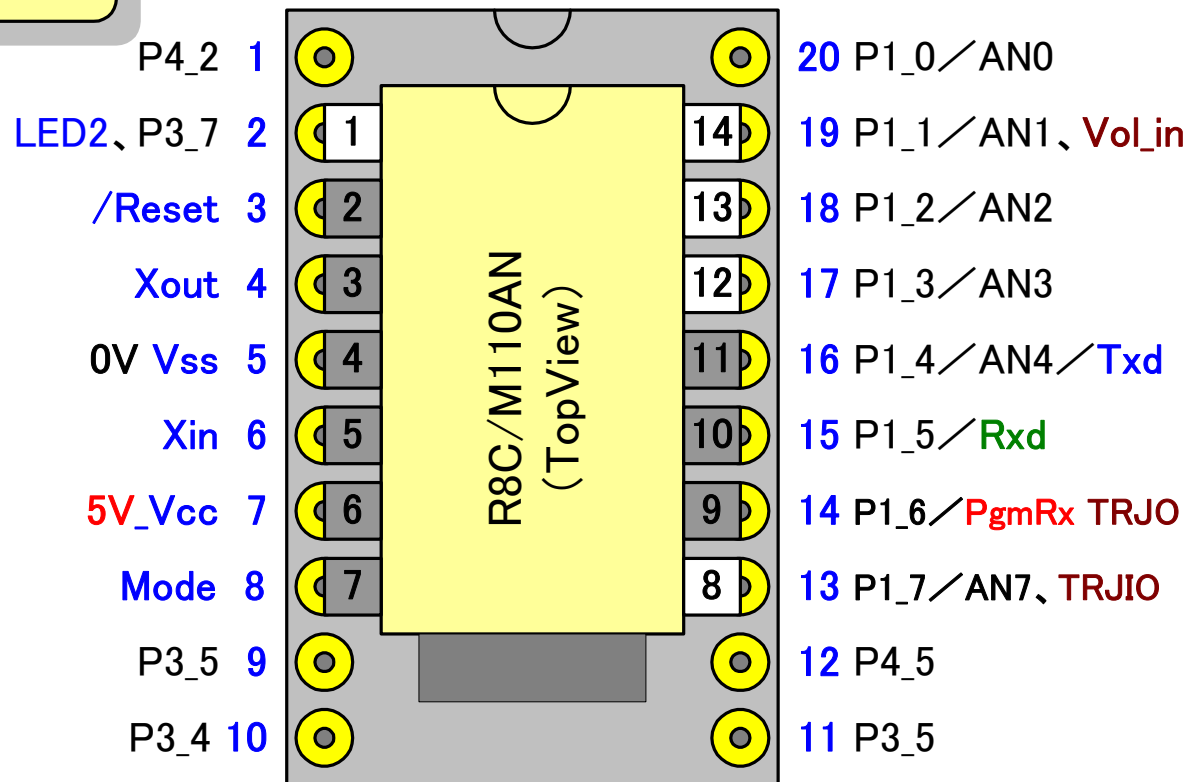 P4_2 1 20 P1_0／AN0
LED2、P3_7 2 1 14 19 P1_1／AN1、Vol_in
/Reset 3 2 13 18 P1_2／AN2
Xout 4 3 12 17 P1_3／AN3
0V Vss 5 4 11 16 P1_4／AN4／Txd
Xin 6 5 10 15 P1_5／Rxd
5V_Vcc 7 6 9 14 P1_6／PgmRx TRJO
Mode 8 7 8 13 P1_7／AN7、TRJIO
P3_5 9 12 P4_5
P3_4 10 11 P3_5
R8C/M110AN
（TopView）